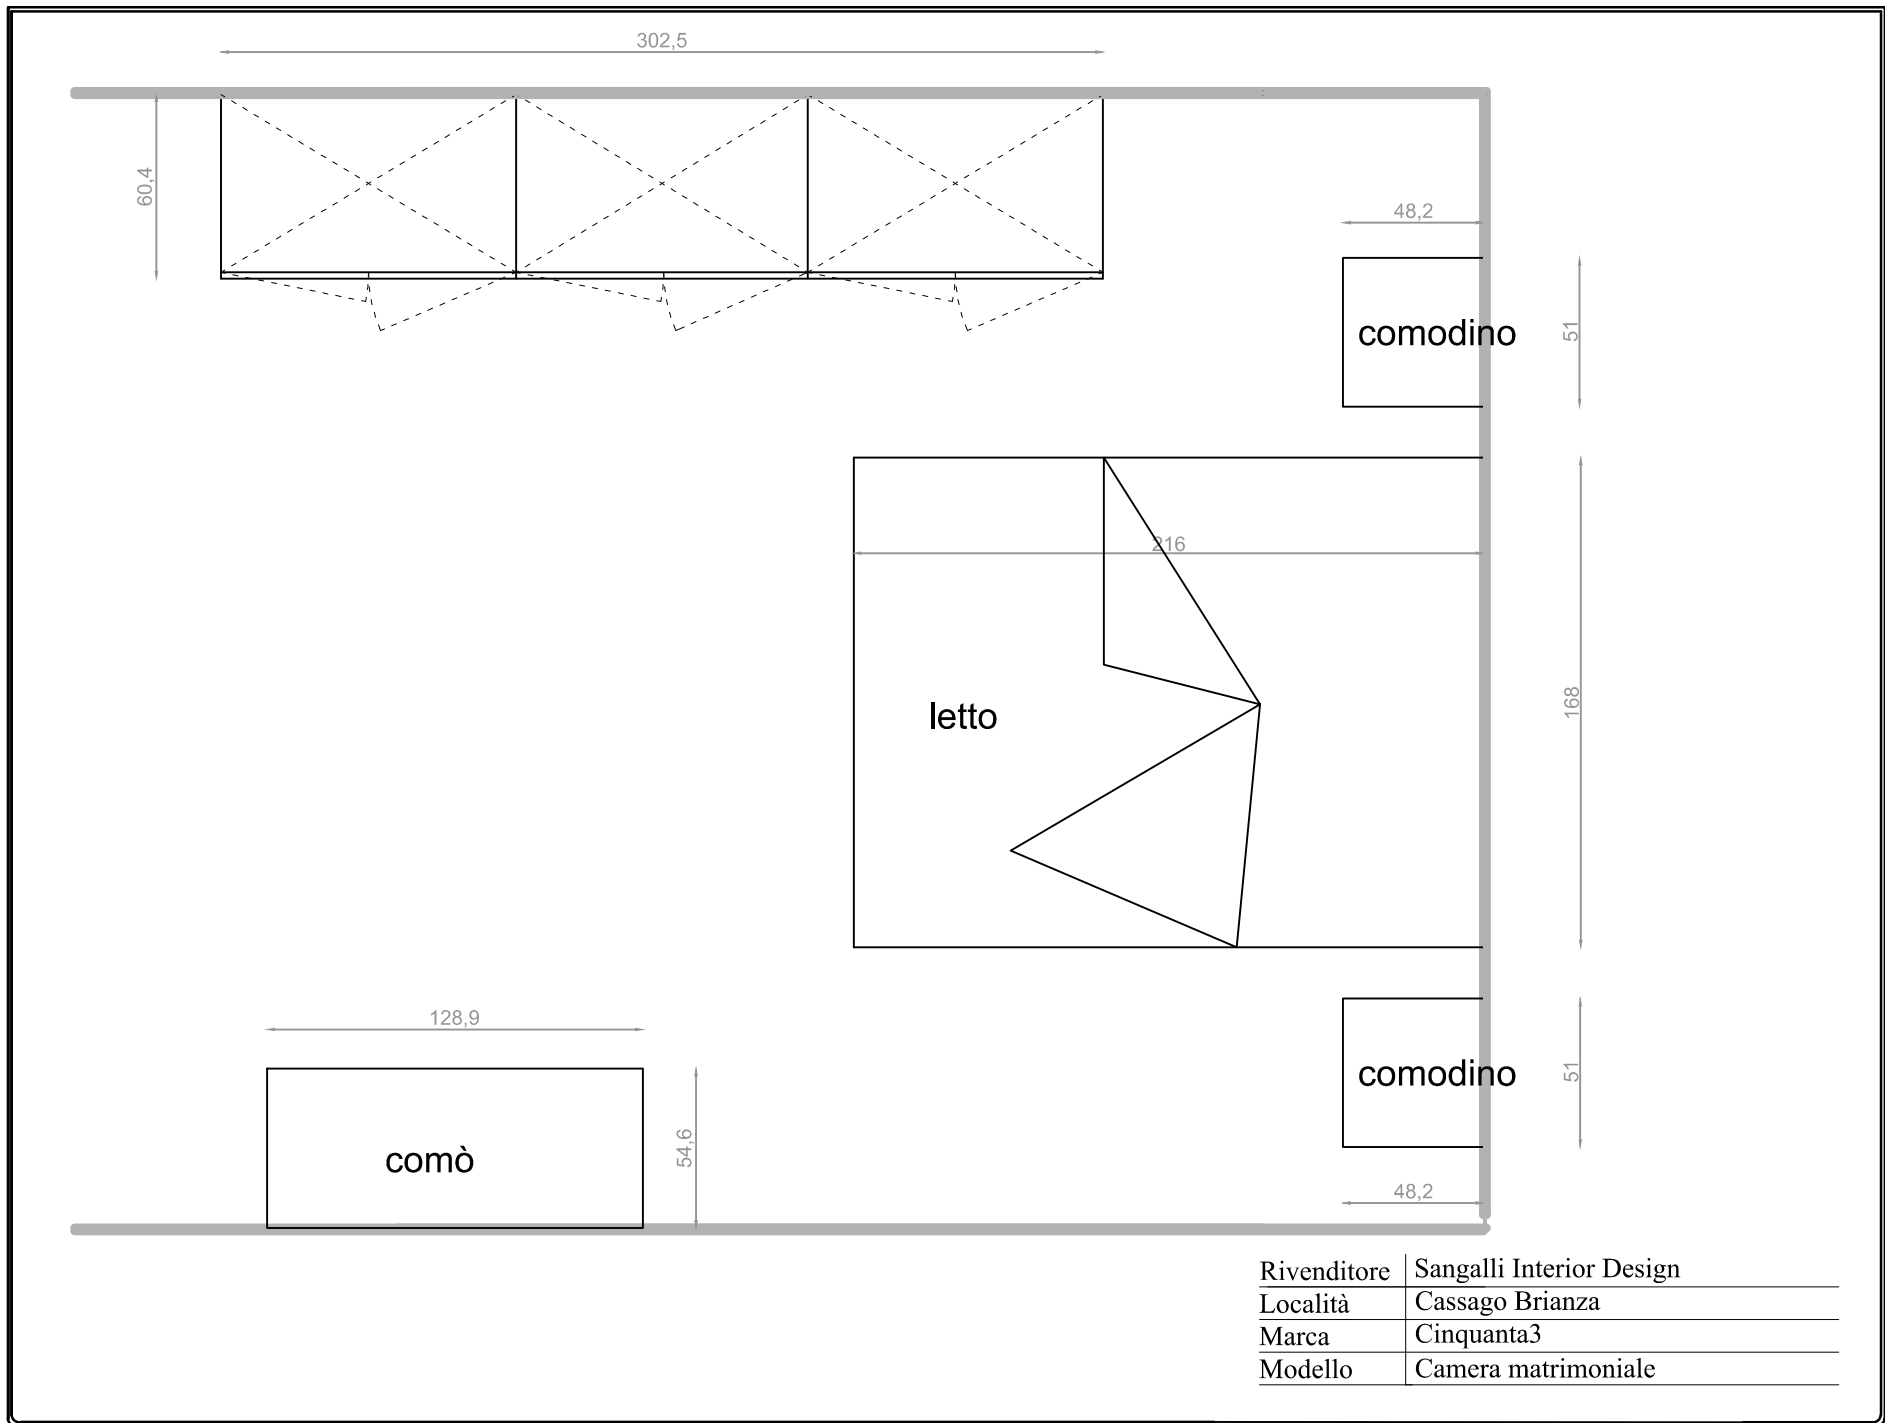 302,5
60,4
48,2
comodino
51
216
168
letto
128,9
comodino
51
54,6
comò
48,2
Rivenditore Sangalli Interior Design
Località Cassago Brianza
Marca Cinquanta3
Modello Camera matrimoniale